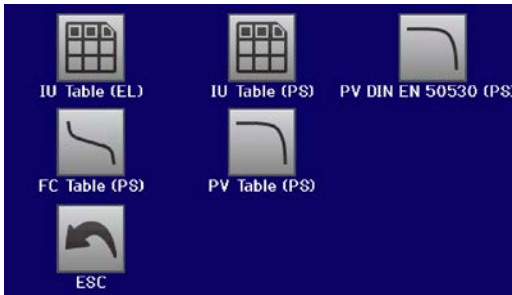 IU Table (EL)
IU Table (PS)
PV DIN EN 50530 (PS)
FC Table (PS)
PV Table (PS)
ESC